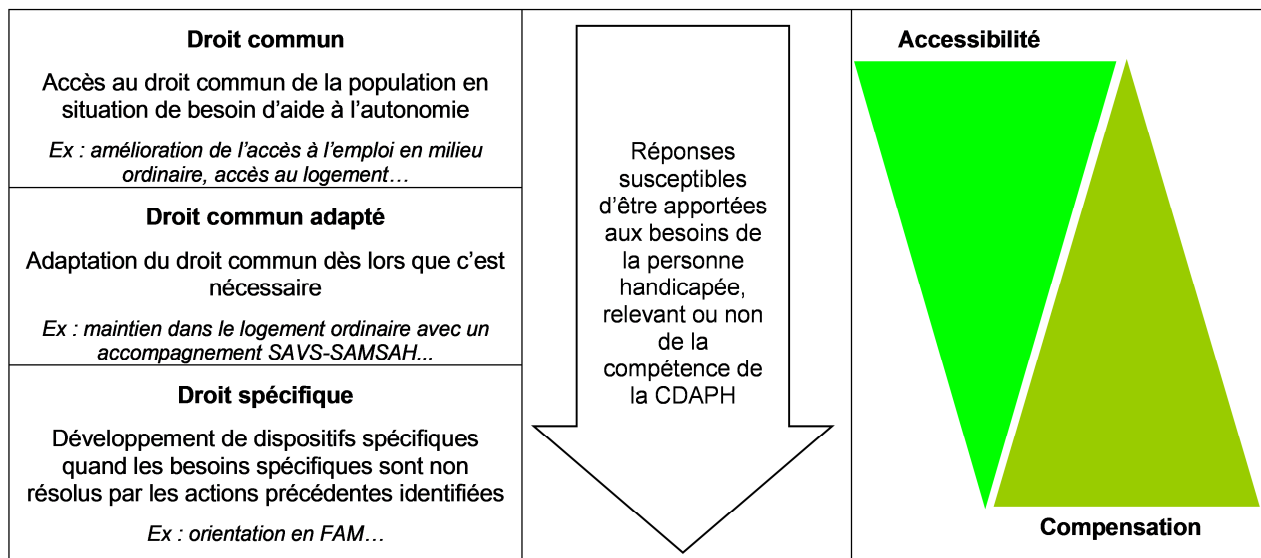 Droit commun
Accès au droit commun de la population en
situation de besoin d'aide à l'autonomie
Ex : amélioration de l'accès à l'emploi en milieu
ordinaire, accès au logement…
Droit commun adapté
Adaptation du droit commun dès lors que c'est
nécessaire
Ex : maintien dans le logement ordinaire avec un
accompagnement SAVS-SAMSAH...
Droit spécifique
Développement de dispositifs spécifiques
quand les besoins spécifiques sont non
résolus par les actions précédentes identifiées
Ex : orientation en FAM…
Réponses
susceptibles
d'être apportées
aux besoins de
la personne
handicapée,
relevant ou non
de la
compétence de
la CDAPH
Accessibilité
Compensation